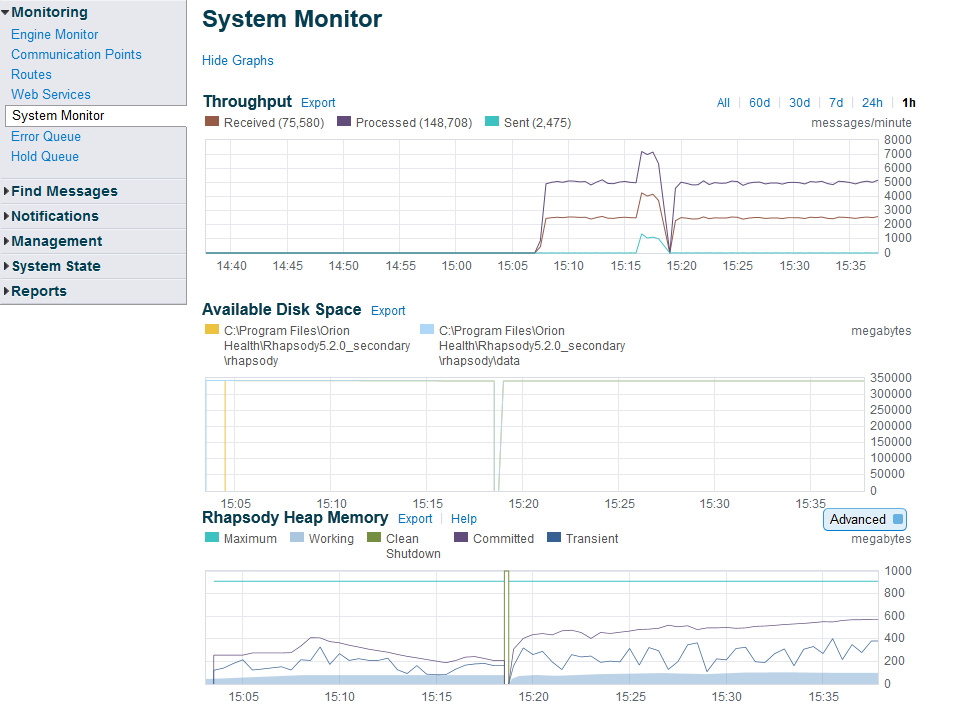 Monitoring
Engine Monitor
Communication Points
Routes
Web Services
System Monitor
Error Queue
Hold Queue
Find Messages
Notifications
Management
System State
Reports
System Monitor
Hide Graphs
Throughput Export
All 60d 30d 7d 24h 1h
Received (75,580) Processed (148,708) Sent (2,475)
messages/minute
8000
7000
6000
5000
4000
3000
2000
1000
0
14:40 14:45 14:50 14:55 15:00 15:05 15:10 15:15 15:20 15:25 15:30 15:35
Available Disk Space Export
C:\Program Files\Orion
Health\Rhapsody5.2.0_secondary
\rhapsody
C:\Program Files\Orion
Health\Rhapsody5.2.0_secondary
\rhapsody\data
megabytes
350000
300000
250000
200000
150000
100000
50000
0
15:05 15:10 15:15 15:20 15:25 15:30 15:35
Rhapsody Heap Memory Export Help
Advanced
Maximum Working Clean Committed Transient
Shutdown
megabytes
1000
800
600
400
200
0
15:05 15:10 15:15 15:20 15:25 15:30 15:35